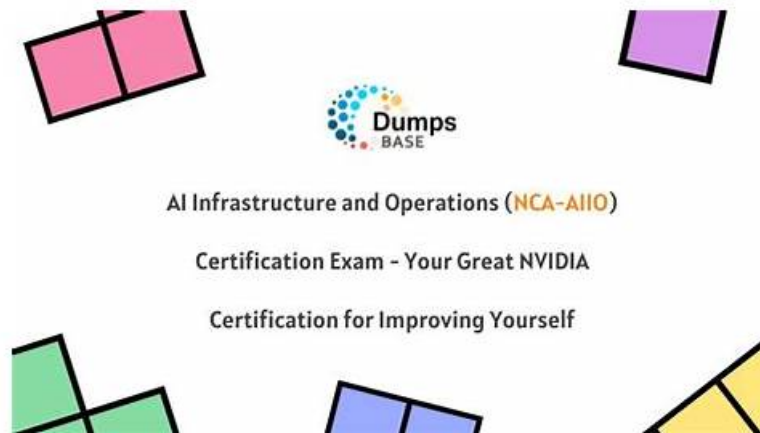 Dumps
BASE
AI Infrastructure and Operations (NCA-AIIO)
Certification Exam - Your Great NVIDIA
Certification for Improving Yourself